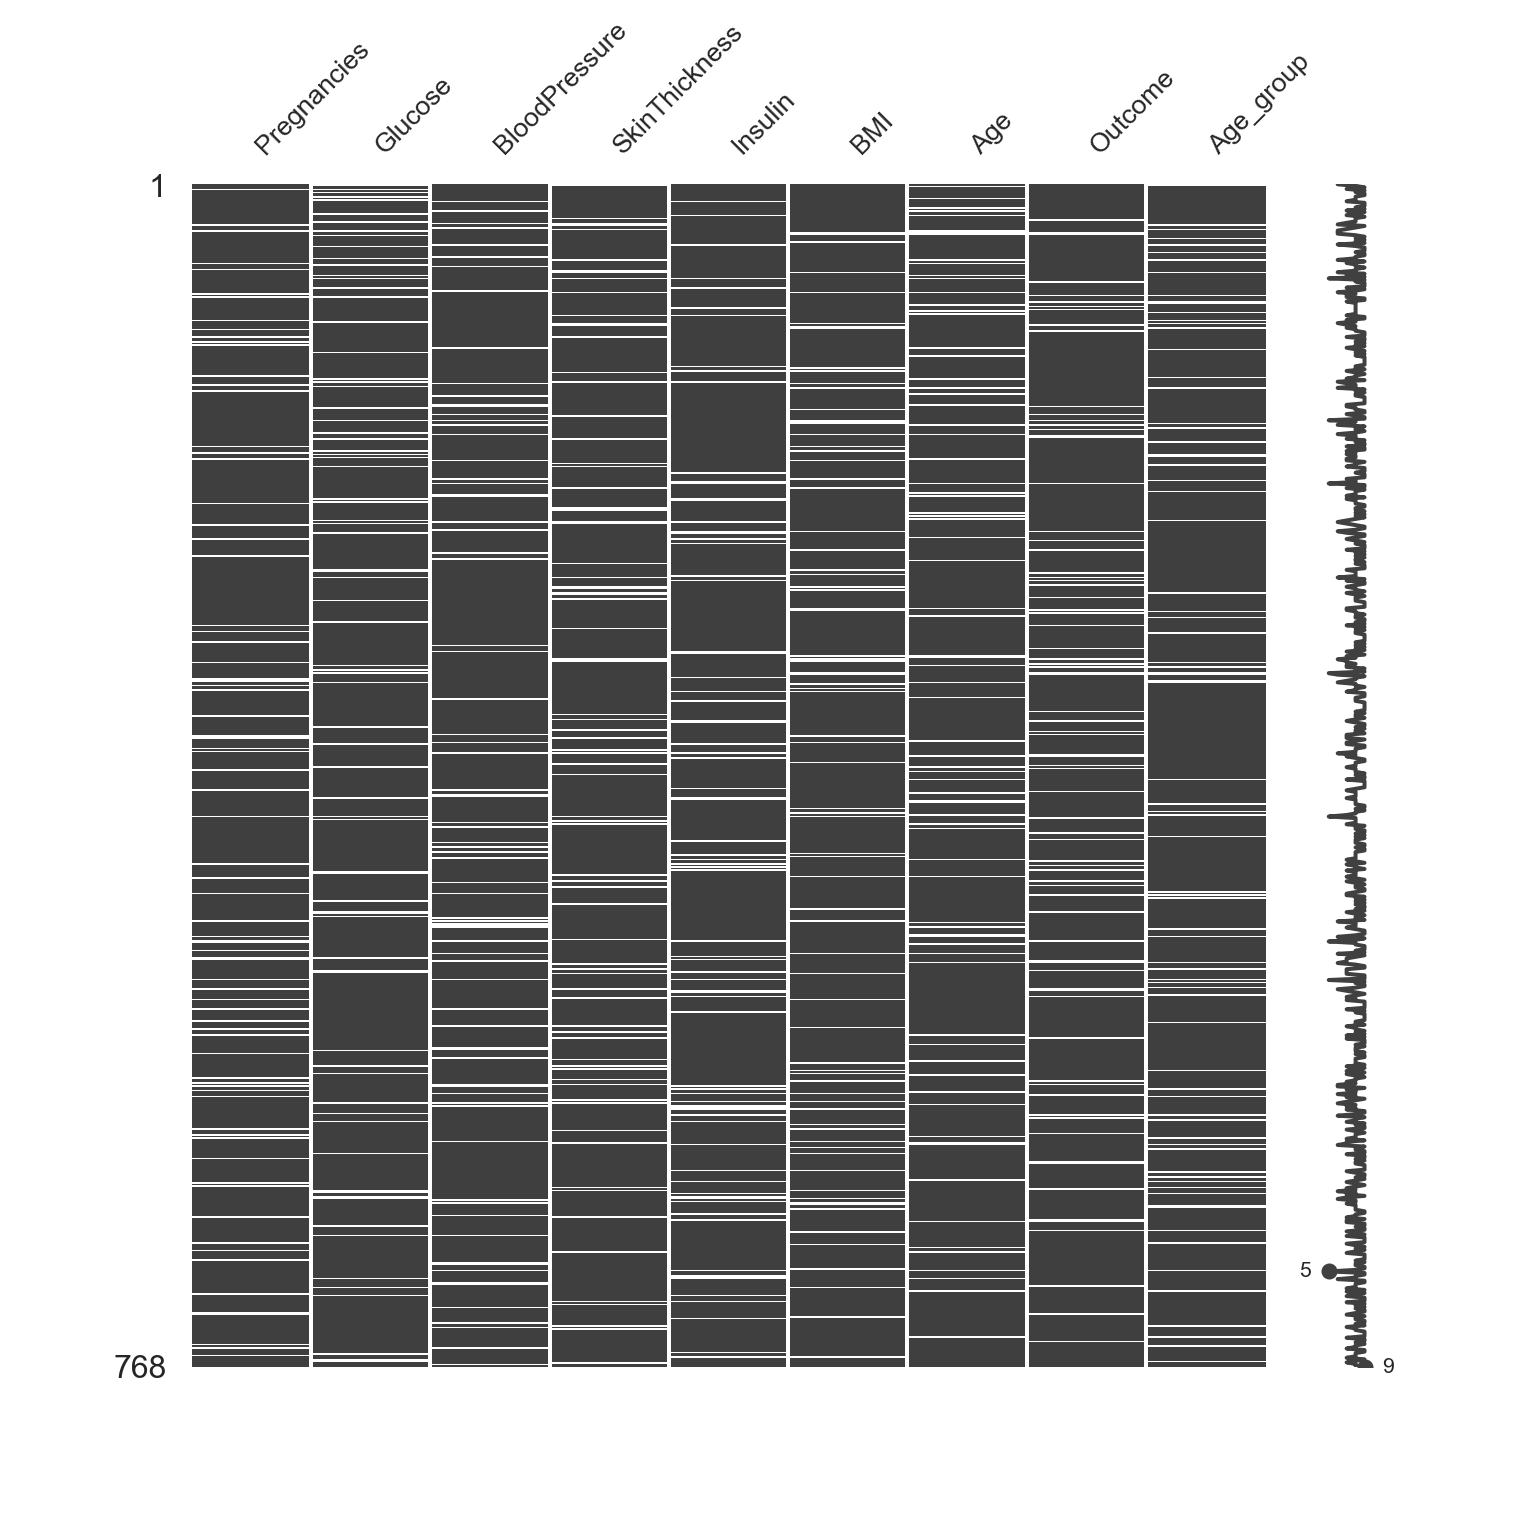 Pregnancies
Glucose
BloodPressure
SkinThickness
Insulin
BMI
Age
Outcome
Age_group
1
5
768
9